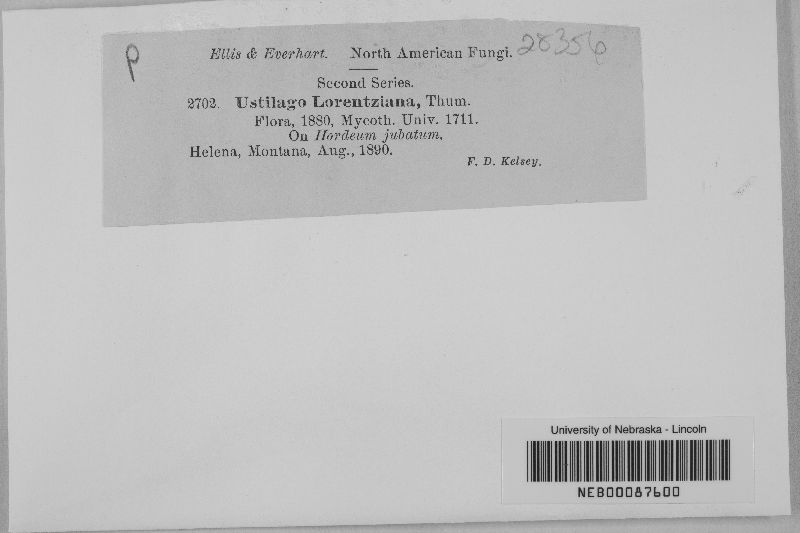 p
Ellis & Everhart. North American Fungi. 28356
Second Series.
2702. Ustilago Lorentziana, Thum.
Flora, 1880, Mycoth. Univ. 1711.
On Hordeum jubatum.
Helena, Montana, Aug., 1890.
F. D. Kelsey.
University of Nebraska - Lincoln
NEB00087600